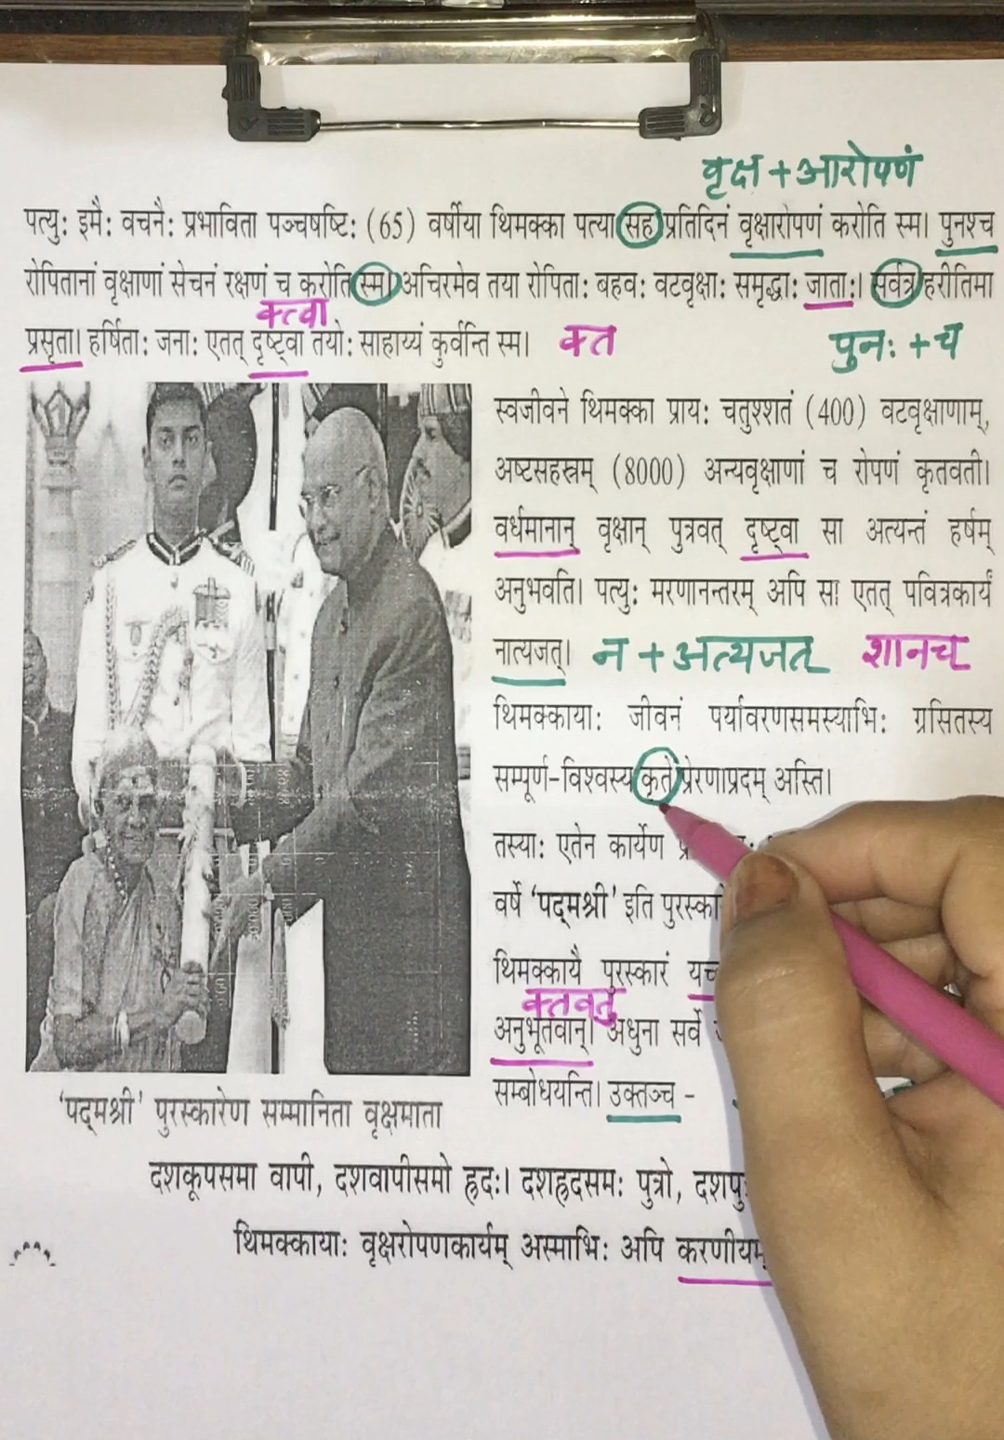 वृक्ष + आरोपणं
पत्युः इमैः वचनैः प्रभाविता पञ्चषष्टिः (65) वर्षीया थिमक्का पत्या सह प्रतिदिनं वृक्षारोपणं करोति स्म। पुनश्च
रोपितानां वृक्षाणां सेचनं रक्षणं च करोति स्म। अचिरमेव तया रोपिताः बहवः वटवृक्षाः समृद्धाः जाताः। सर्वत्र हरीतिमा
क्त्वा
प्रसृता। हर्षिताः जनाः एतत् दृष्ट्वा तयोः साहाय्यं कुर्वन्ति स्म। क्त पुनः + च
स्वजीवने थिमक्का प्रायः चतुश्शतं (400) वटवृक्षाणाम्,
अष्टसहस्रम् (8000) अन्यवृक्षाणां च रोपणं कृतवती।
वर्धमानान् वृक्षान् पुत्रवत् दृष्ट्वा सा अत्यन्तं हर्षम्
अनुभवति। पत्युः मरणानन्तरम् अपि सा एतत् पवित्रकार्यं
नात्यजत्। न + अत्यजत् शानच्
थिमक्कायाः जीवनं पर्यावरणसमस्याभिः ग्रसितस्य
सम्पूर्ण-विश्वस्य कृते प्रेरणाप्रदम् अस्ति।
तस्याः एतेन कार्येण
वर्षे 'पद्मश्री' इति
थिमक्कायै पुरस्कारं
क्तवतु
अनुभूतवान्। अधुना सर्वे
सम्बोधयन्ति। उक्तञ्च -
'पद्मश्री' पुरस्कारेण सम्मानिता वृक्षमाता
दशकूपसमा वापी, दशवापीसमो ह्रदः। दशह्रदसमः पुत्रो,
थिमक्कायाः वृक्षरोपणकार्यम् अस्माभिः अपि करणीयम्